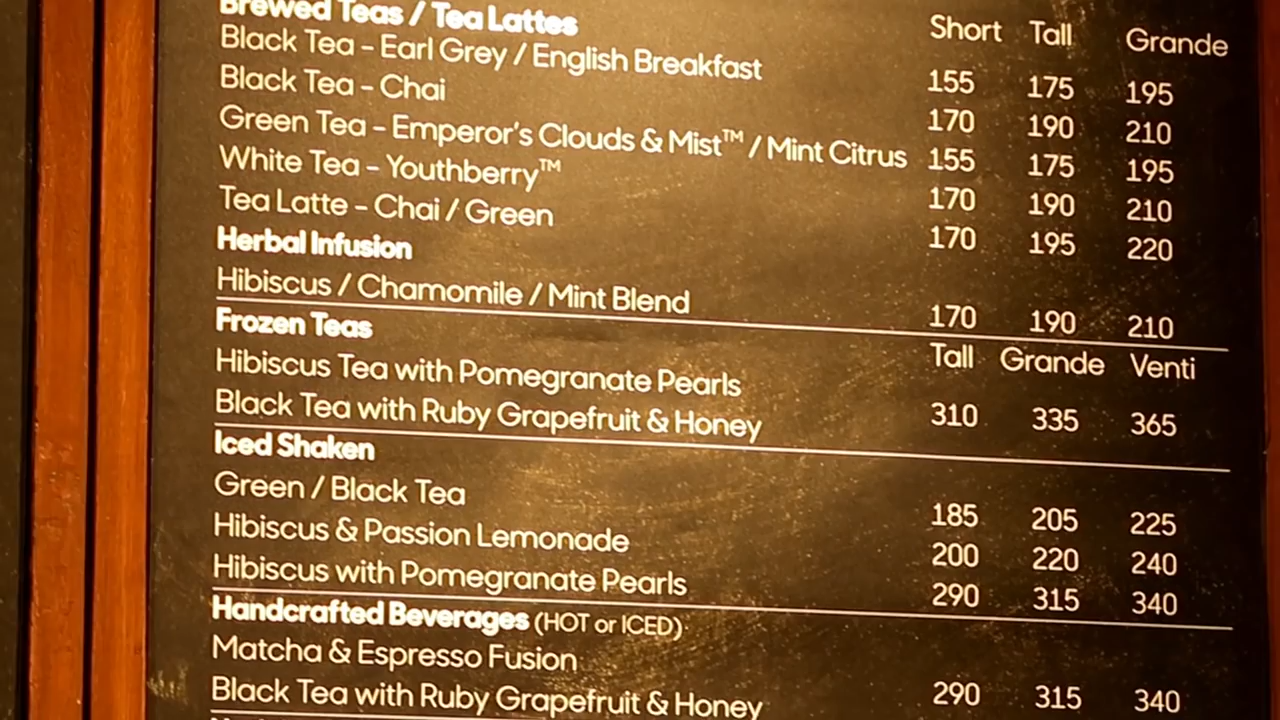 Brewed Teas / Tea Lattes Short Tall Grande
Black Tea - Earl Grey / English Breakfast 155 175 195
Black Tea - Chai 170 190 210
Green Tea - Emperor's Clouds & Mist™ / Mint Citrus 155 175 195
White Tea - Youthberry™ 170 190 210
Tea Latte - Chai / Green 170 195 220
Herbal Infusion
Hibiscus / Chamomile / Mint Blend 170 190 210
Frozen Teas Tall Grande Venti
Hibiscus Tea with Pomegranate Pearls
Black Tea with Ruby Grapefruit & Honey 310 335 365
Iced Shaken
Green / Black Tea 185 205 225
Hibiscus & Passion Lemonade 200 220 240
Hibiscus with Pomegranate Pearls 290 315 340
Handcrafted Beverages (HOT or ICED)
Matcha & Espresso Fusion
Black Tea with Ruby Grapefruit & Honey 290 315 340